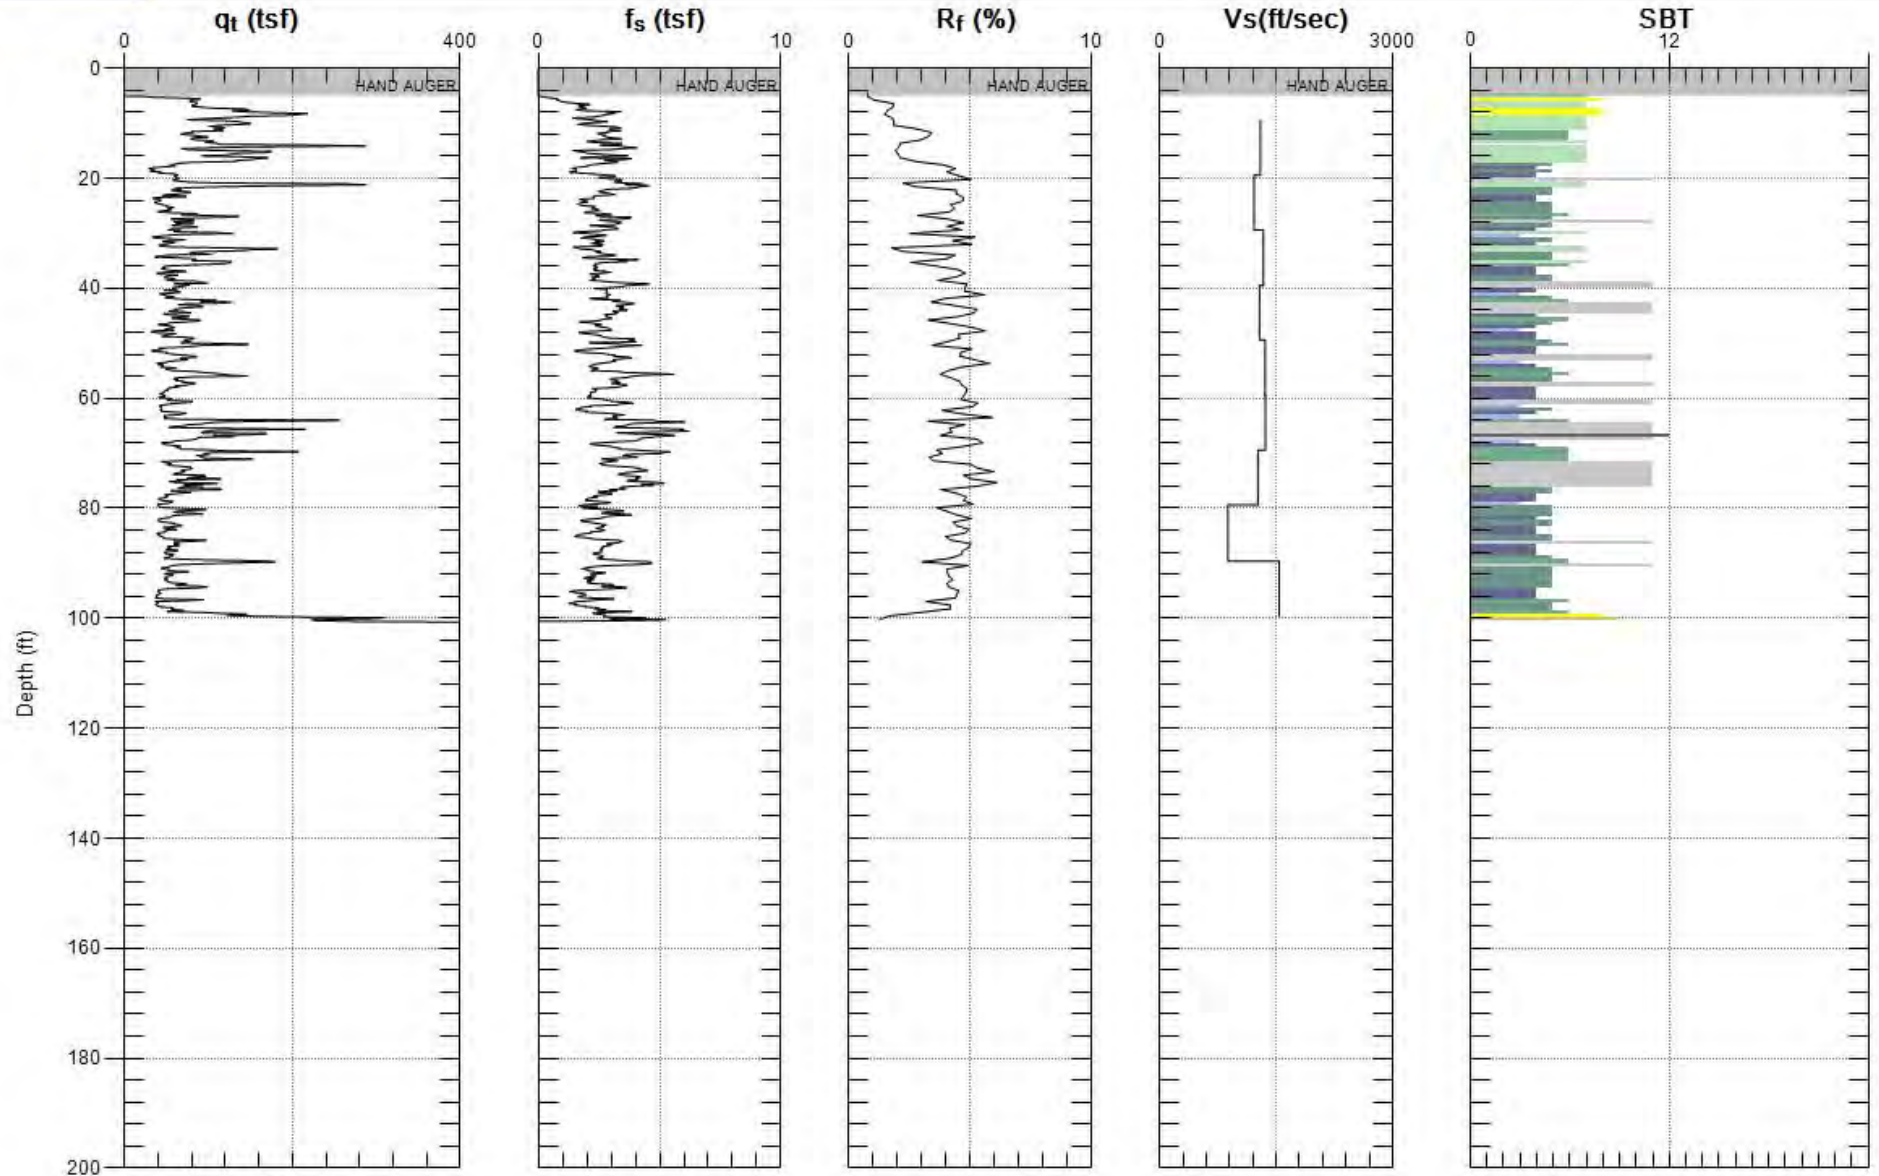 qt (tsf) fs (tsf) Rf (%) Vs(ft/sec) SBT
0 400 0 10 0 10 0 3000 0 12
0
HAND AUGER HAND AUGER HAND AUGER HAND AUGER
20
40
60
80
100
120
140
160
180
200
Depth (ft)